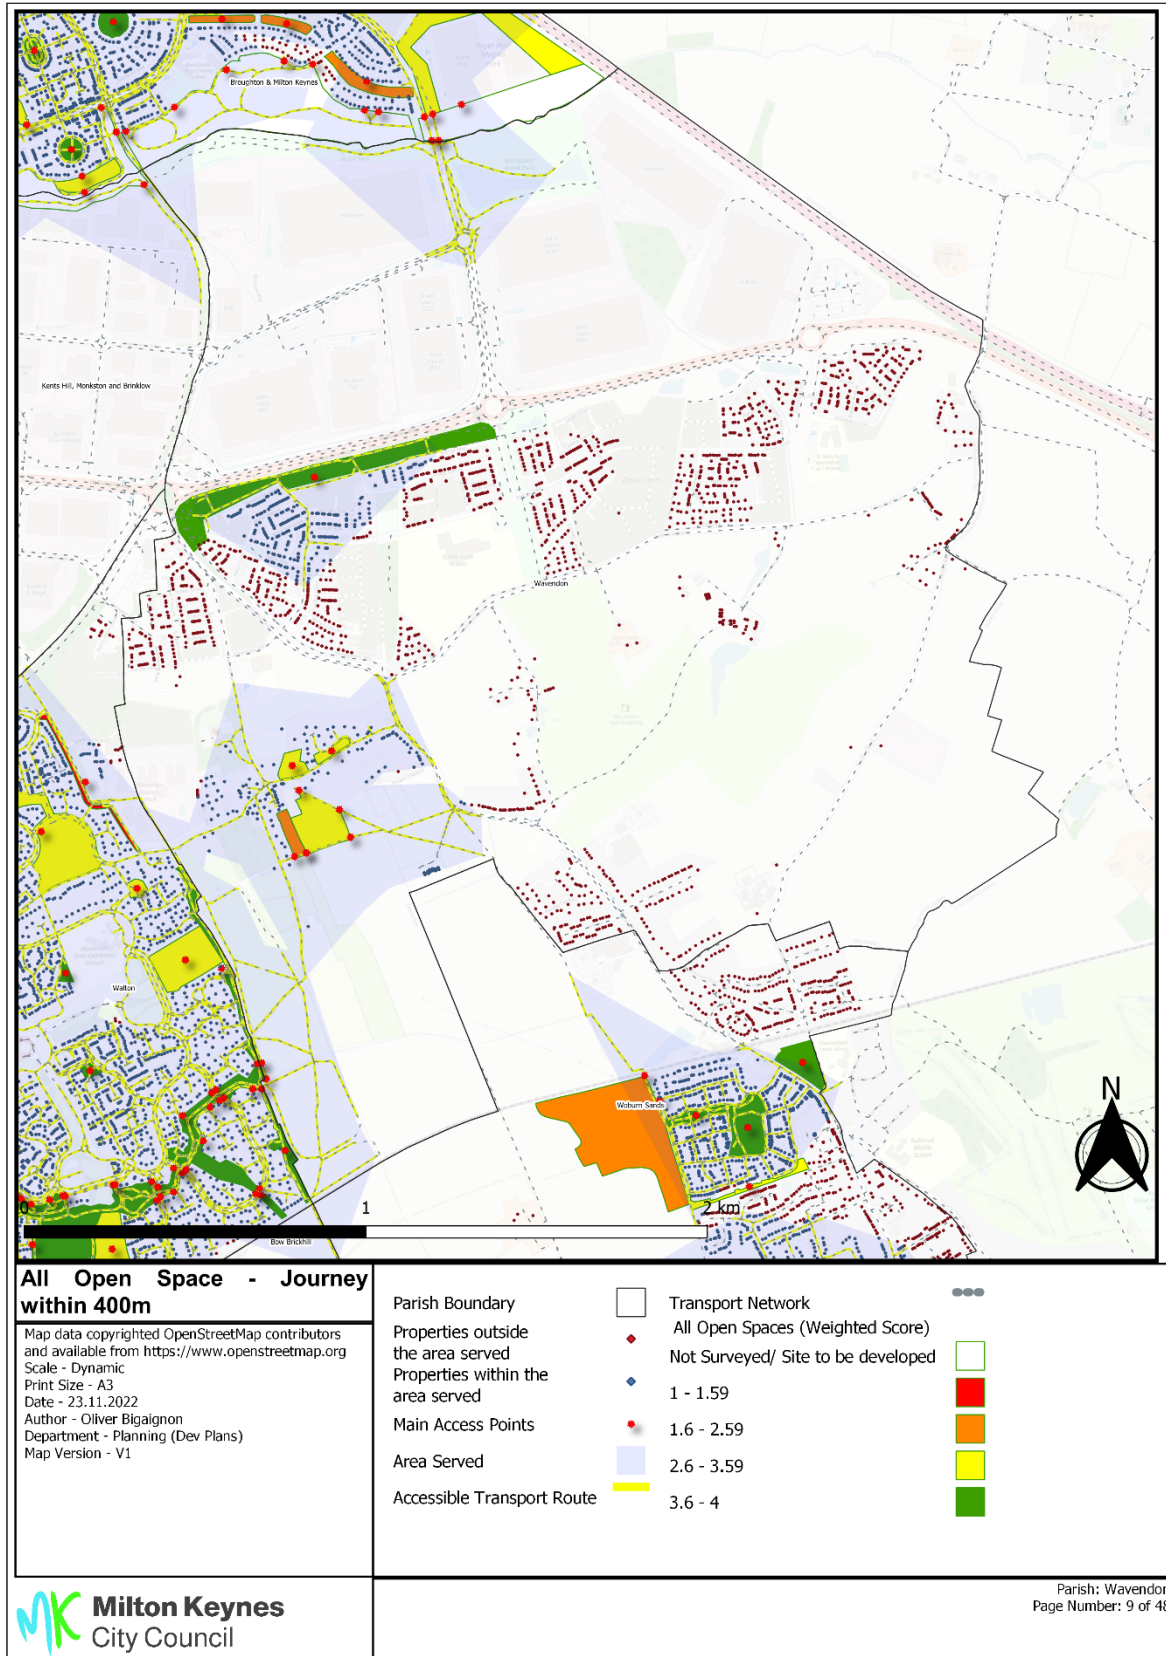 Broughton & Milton Keynes
Kents Hill, Monkston and Brinklow
Wavendon
Walton
Woburn Sands
N
0 1 2 km
Bow Brickhill
All Open Space - Journey
within 400m
Map data copyrighted OpenStreetMap contributors
and available from https://www.openstreetmap.org
Scale - Dynamic
Print Size - A3
Date - 23.11.2022
Author - Oliver Bigaignon
Department - Planning (Dev Plans)
Map Version - V1
Parish Boundary
Properties outside
the area served
Properties within the
area served
Main Access Points
Area Served
Accessible Transport Route
Transport Network
All Open Spaces (Weighted Score)
Not Surveyed/ Site to be developed
1 - 1.59
1.6 - 2.59
2.6 - 3.59
3.6 - 4
MK Milton Keynes
City Council
Parish: Wavendon
Page Number: 9 of 48